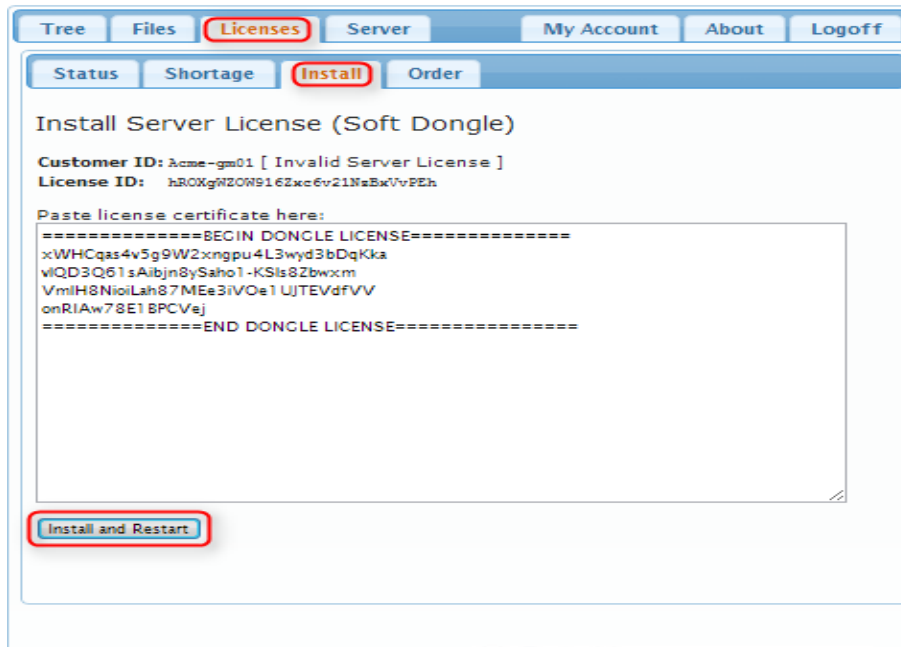 Tree Files Licenses Server My Account About Logoff
Status Shortage Install Order
Install Server License (Soft Dongle)
Customer ID: Acme-gm01 [ Invalid Server License ]
License ID: hROXgWZOW916Zxc6v21NzBxVvPEh
Paste license certificate here:
==============BEGIN DONGLE LICENSE==============
xWHCqas4v5g9W2xngpu4L3wyd3bDqKka
vlQD3Q61sAibjn8ySaho1-KSls8Zbwxm
VmlH8NioiLah87MEe3iVOe1UJTEVdfVV
onRlAw78E1BPCVej
==============END DONGLE LICENSE================
Install and Restart